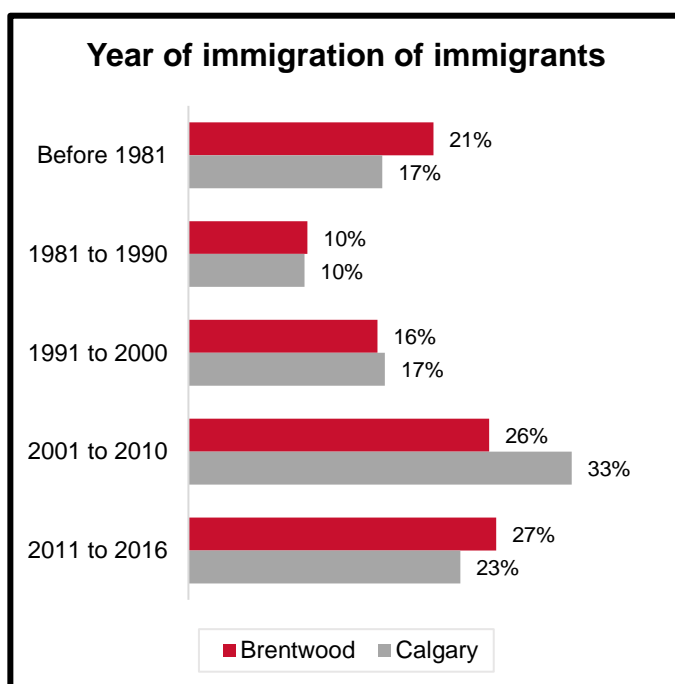 Year of immigration of immigrants
Before 1981
21%
17%
1981 to 1990
10%
10%
1991 to 2000
16%
17%
2001 to 2010
26%
33%
2011 to 2016
27%
23%
Brentwood Calgary